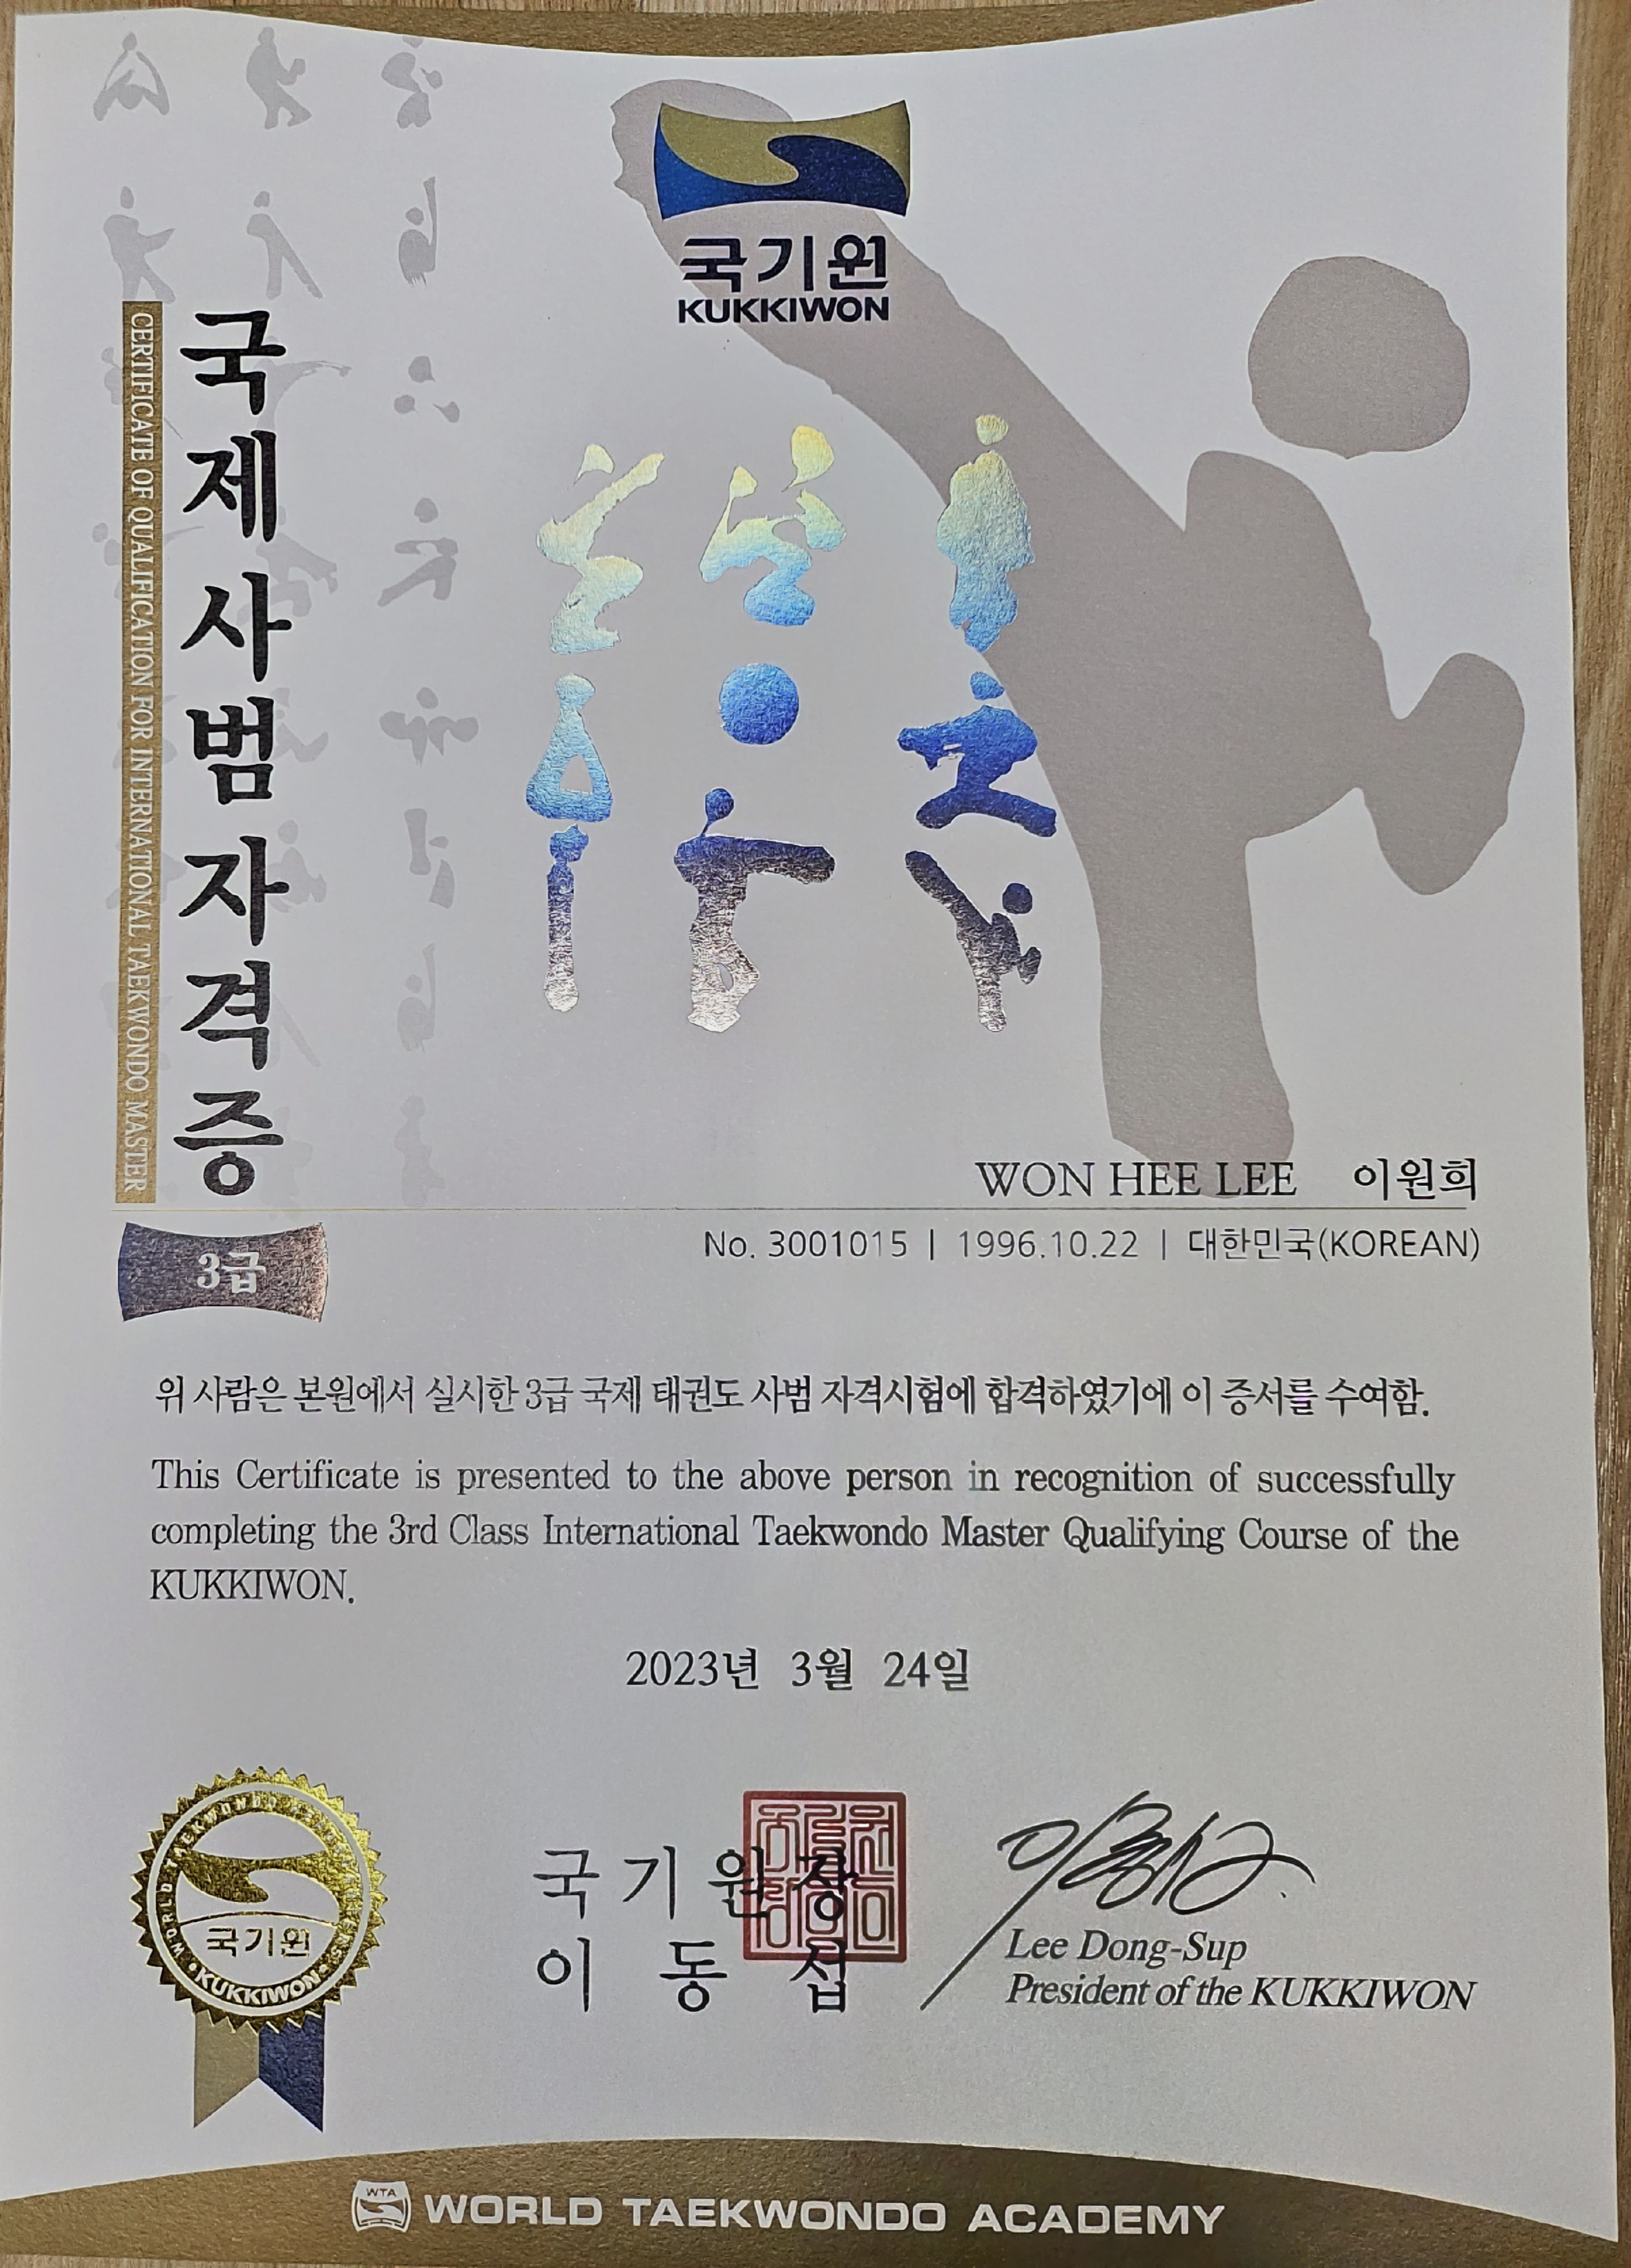 국기원
KUKKIWON
국제사범자격증
CERTIFICATE OF QUALIFICATION FOR INTERNATIONAL TAEKWONDO MASTER
3급
WON HEE LEE 이원희
No. 3001015 | 1996.10.22 | 대한민국(KOREAN)
위 사람은 본원에서 실시한 3급 국제 태권도 사범 자격시험에 합격하였기에 이 증서를 수여함.
This Certificate is presented to the above person in recognition of successfully
completing the 3rd Class International Taekwondo Master Qualifying Course of the
KUKKIWON.
2023년 3월 24일
국기원
KUKKIWON
국기원장
이동섭
Lee Dong-Sup
President of the KUKKIWON
WTA
WORLD TAEKWONDO ACADEMY